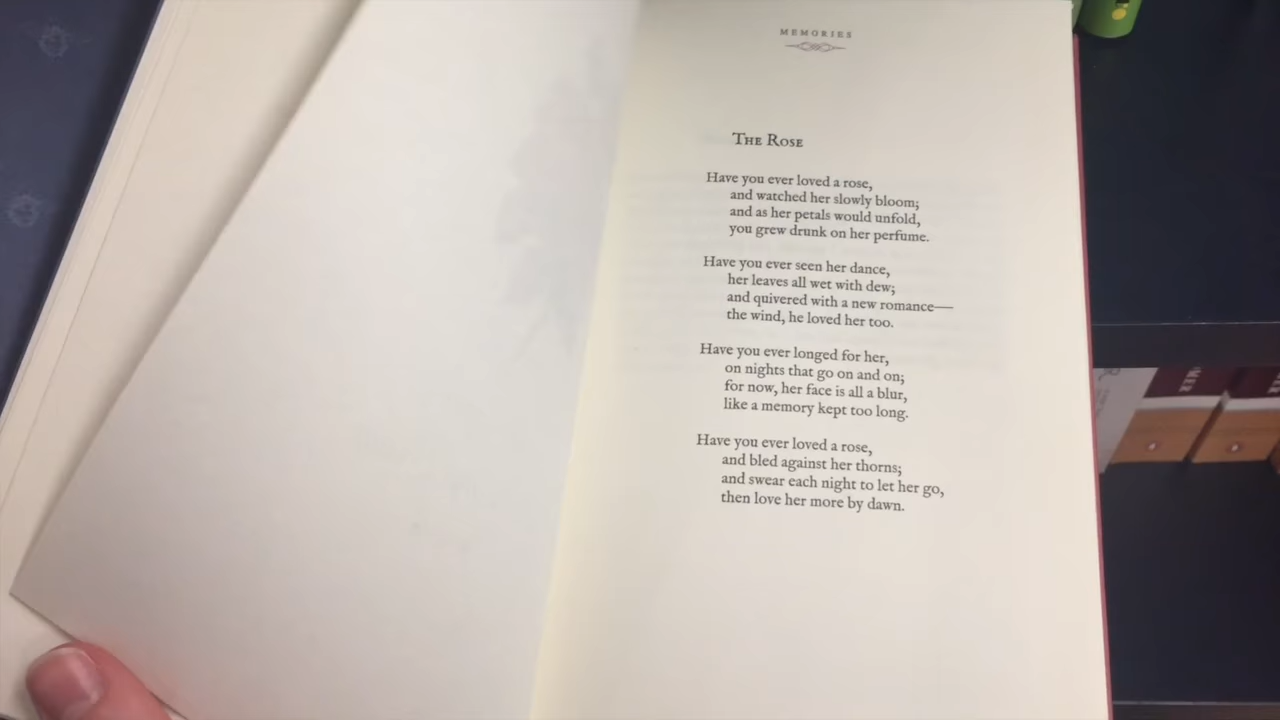 MEMORIES
The Rose
Have you ever loved a rose,
and watched her slowly bloom;
and as her petals would unfold,
you grew drunk on her perfume.
Have you ever seen her dance,
her leaves all wet with dew;
and quivered with a new romance—
the wind, he loved her too.
Have you ever longed for her,
on nights that go on and on;
for now, her face is all a blur,
like a memory kept too long.
Have you ever loved a rose,
and bled against her thorns;
and swear each night to let her go,
then love her more by dawn.